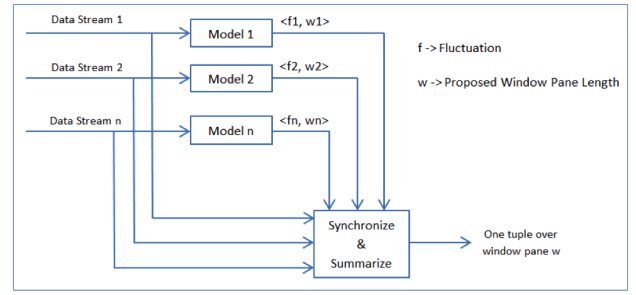 Data Stream 1
Model 1
<f1, w1>
f ->Fluctuation
Data Stream 2
Model 2
<f2, w2>
w ->Proposed Window Pane Length
Data Stream n
Model n
<fn, wn>
Synchronize
&
Summarize
One tuple over
window pane w